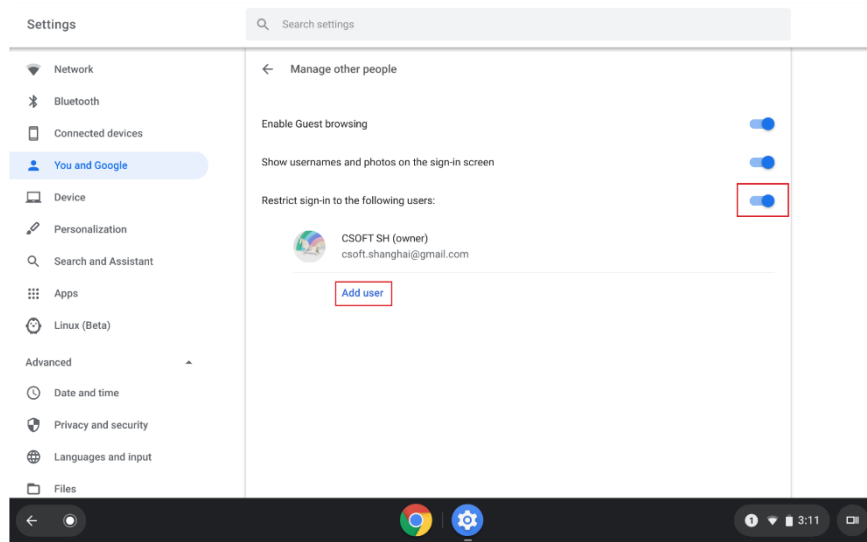 Settings
Search settings
Network
Bluetooth
Connected devices
You and Google
Device
Personalization
Search and Assistant
Apps
Linux (Beta)
Advanced
Date and time
Privacy and security
Languages and input
Files
Manage other people
Enable Guest browsing
Show usernames and photos on the sign-in screen
Restrict sign-in to the following users:
CSOFT SH (owner)
csoft.shanghai@gmail.com
Add user
1 3:11